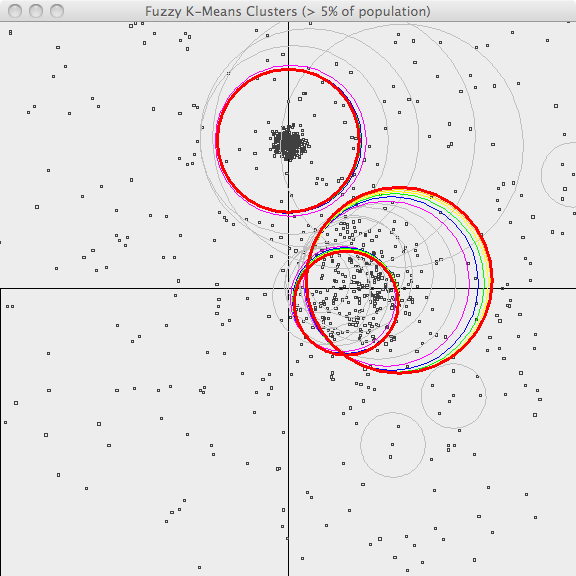 Fuzzy K-Means Clusters (> 5% of population)